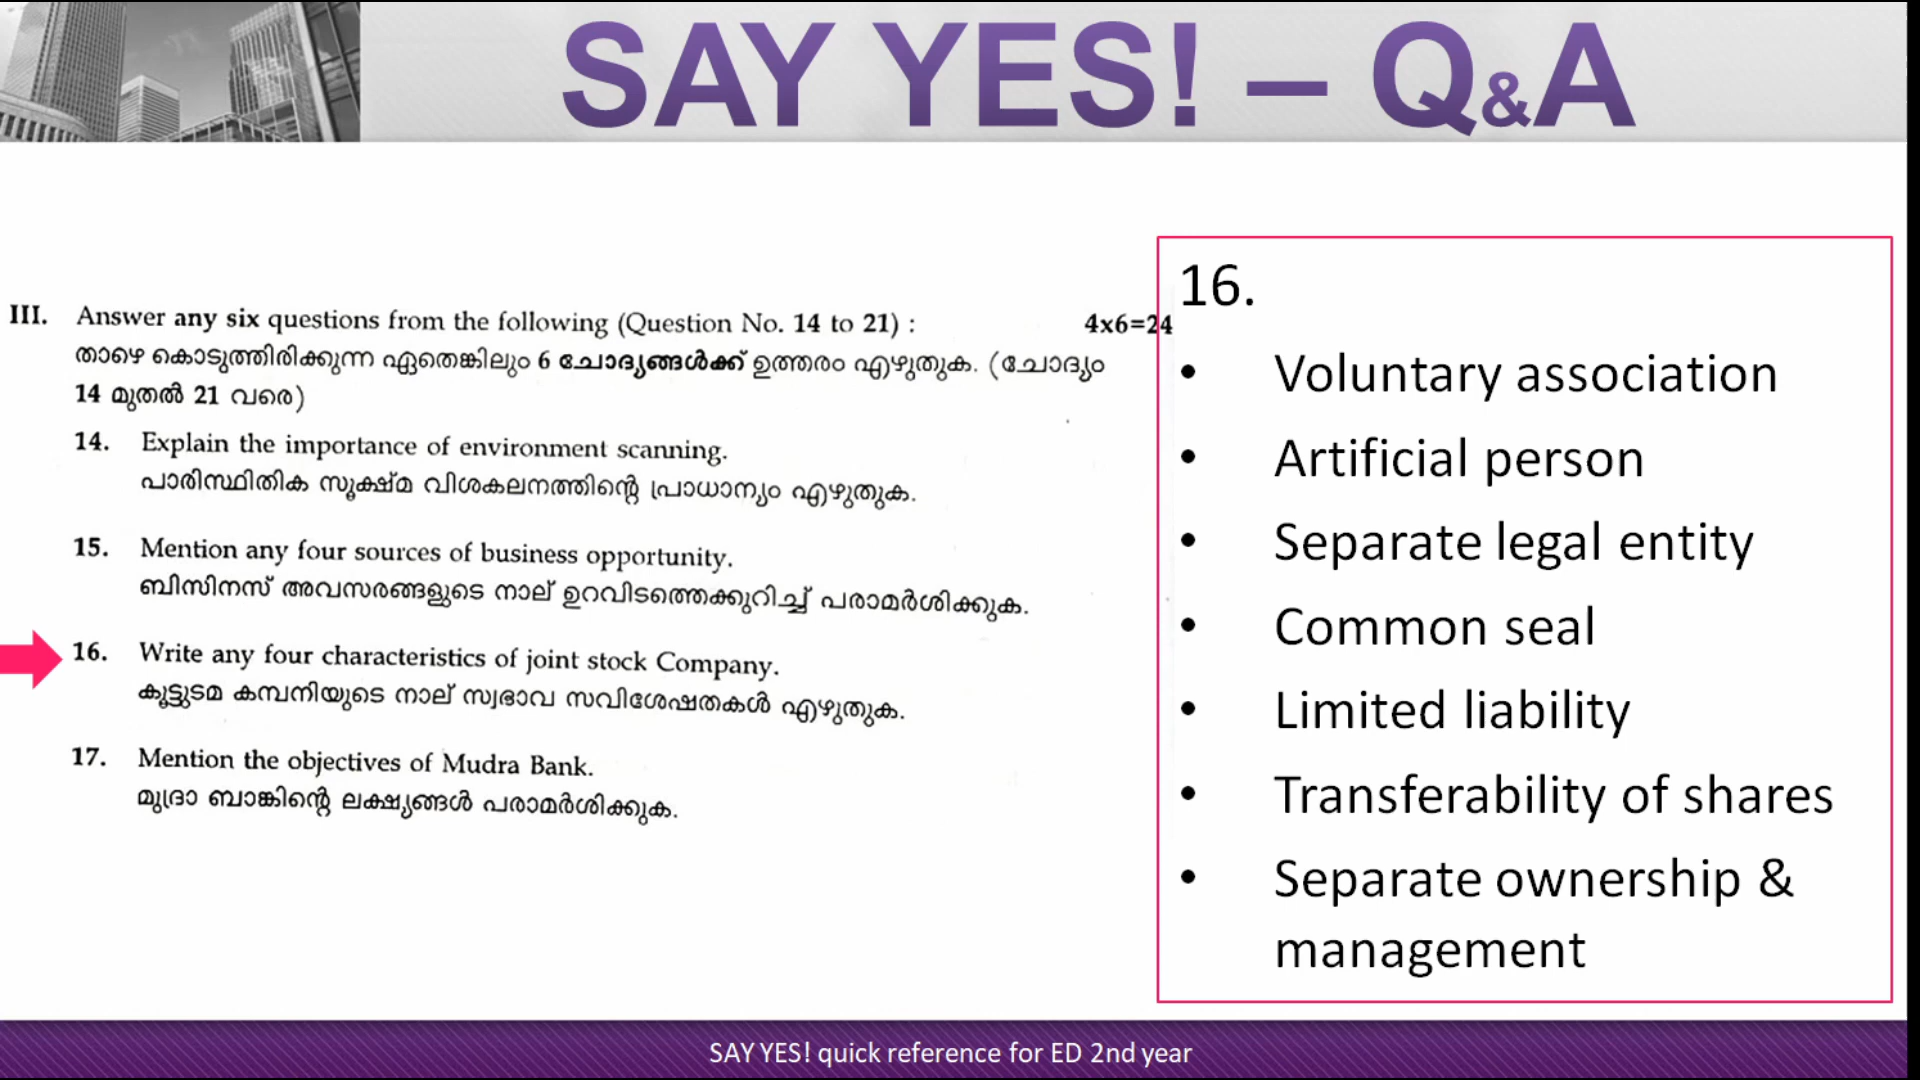 SAY YES! – Q&A
III. Answer any six questions from the following (Question No. 14 to 21) : 4x6=24
താഴെ കൊടുത്തിരിക്കുന്ന ഏതെങ്കിലും 6 ചോദ്യങ്ങൾക്ക് ഉത്തരം എഴുതുക. (ചോദ്യം
14 മുതൽ 21 വരെ)
14. Explain the importance of environment scanning.
പാരിസ്ഥിതിക സൂക്ഷ്മ വിശകലനത്തിന്റെ പ്രാധാന്യം എഴുതുക.
15. Mention any four sources of business opportunity.
ബിസിനസ് അവസരങ്ങളുടെ നാല് ഉറവിടത്തെക്കുറിച്ച് പരാമർശിക്കുക.
16. Write any four characteristics of joint stock Company.
കൂട്ടുടമ കമ്പനിയുടെ നാല് സ്വഭാവ സവിശേഷതകൾ എഴുതുക.
17. Mention the objectives of Mudra Bank.
മുദ്രാ ബാങ്കിന്റെ ലക്ഷ്യങ്ങൾ പരാമർശിക്കുക.
16.
• Voluntary association
• Artificial person
• Separate legal entity
• Common seal
• Limited liability
• Transferability of shares
• Separate ownership &
management
SAY YES! quick reference for ED 2nd year